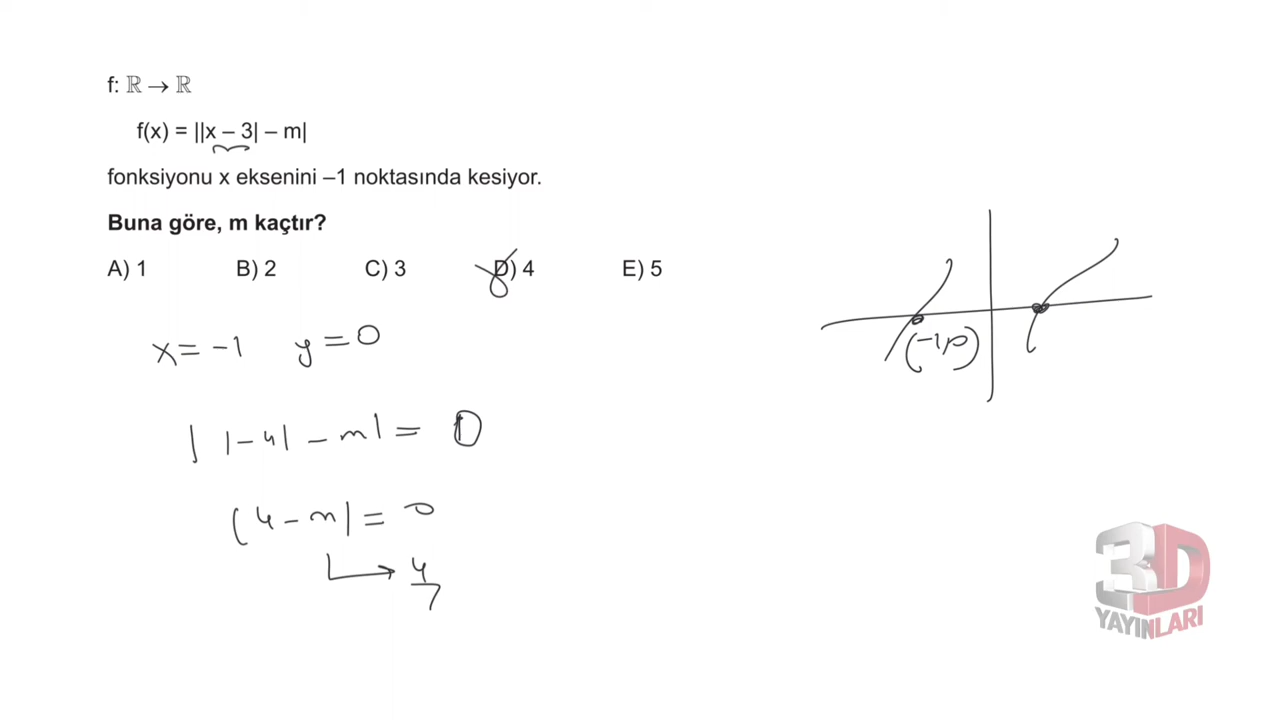 f: ℝ → ℝ
f(x) = ||x – 3| – m|
fonksiyonu x eksenini –1 noktasında kesiyor.
Buna göre, m kaçtır?
A) 1 B) 2 C) 3 D) 4 E) 5
x = -1 y = 0
| |-4| - m| = 0
|4 - m| = 0
4
(-1,0)
3D
YAYINLARI